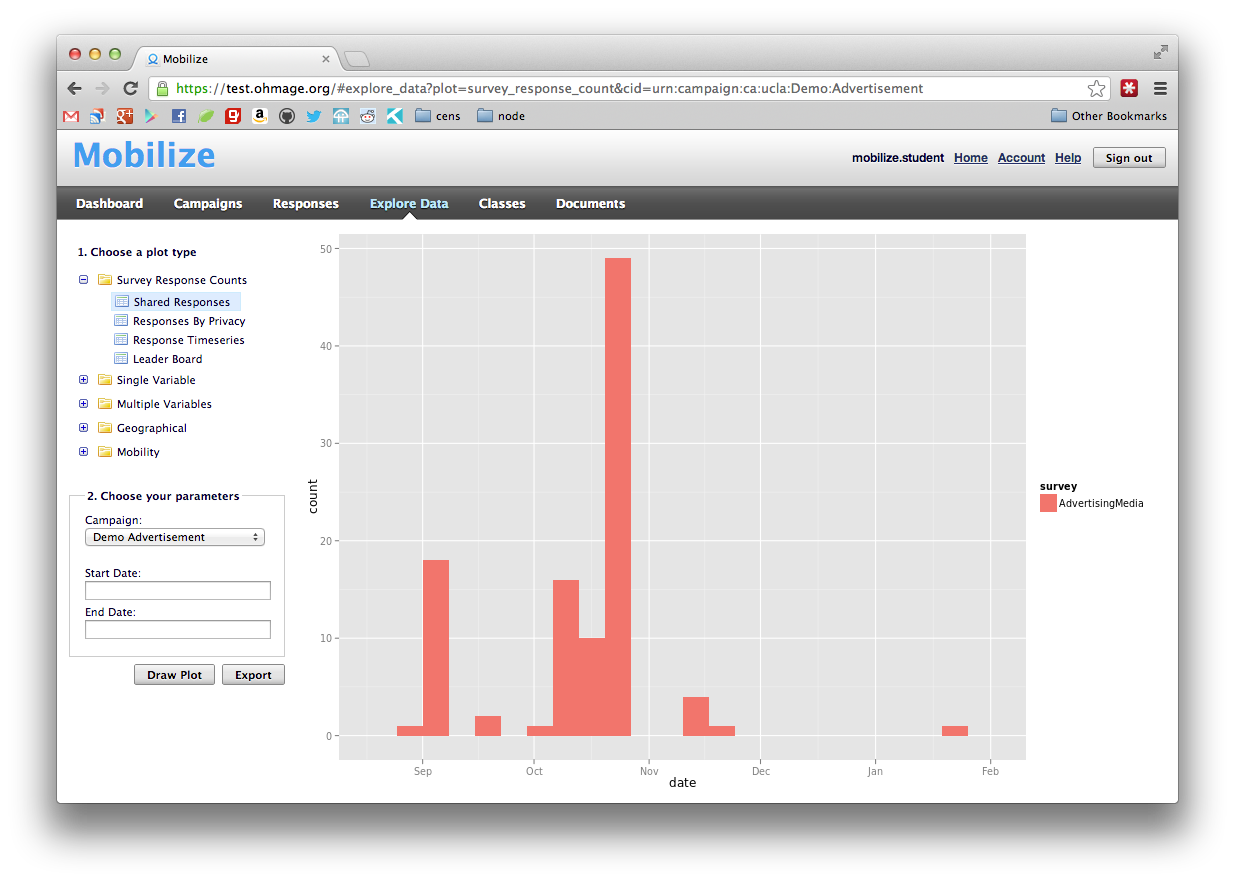 Mobilize
https://test.ohmage.org/#explore_data?plot=survey_response_count&cid=urn:campaign:ca:ucla:Demo:Advertisement
cens
node
Other Bookmarks
Mobilize
mobilize.student Home Account Help Sign out
Dashboard Campaigns Responses Explore Data Classes Documents
1. Choose a plot type
Survey Response Counts
Shared Responses
Responses By Privacy
Response Timeseries
Leader Board
Single Variable
Multiple Variables
Geographical
Mobility
2. Choose your parameters
Campaign:
Demo Advertisement
Start Date:
End Date:
Draw Plot Export
50
40
30
20
10
0
count
Sep Oct Nov Dec Jan Feb
date
survey
AdvertisingMedia